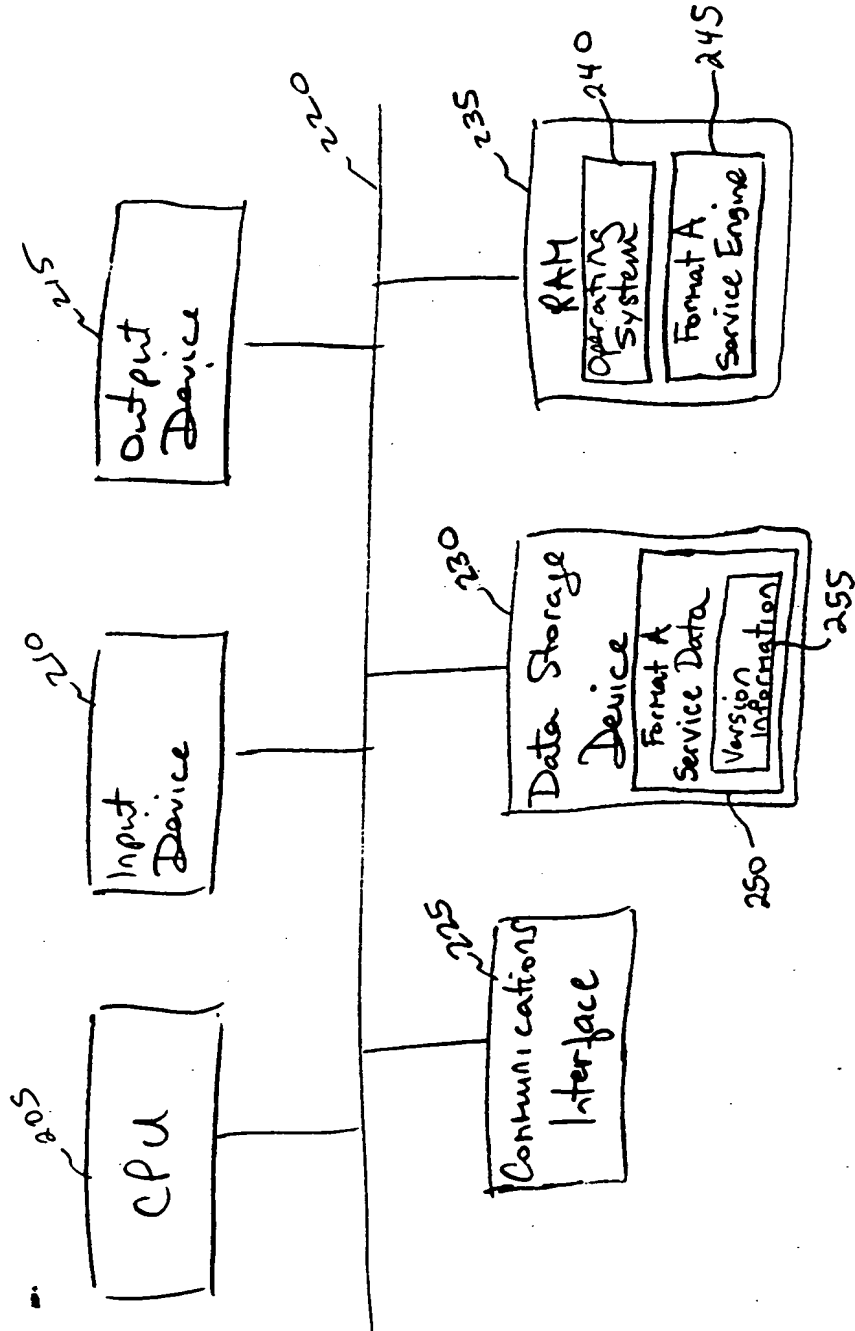 205
CPU
210
Input
Device
215
Output
Device
220
225
Communications
Interface
230
Data Storage
Device
Format A
Service Data
Version
Information
250
255
235
RAM
Operating
System
240
Format A
Service Engine
245